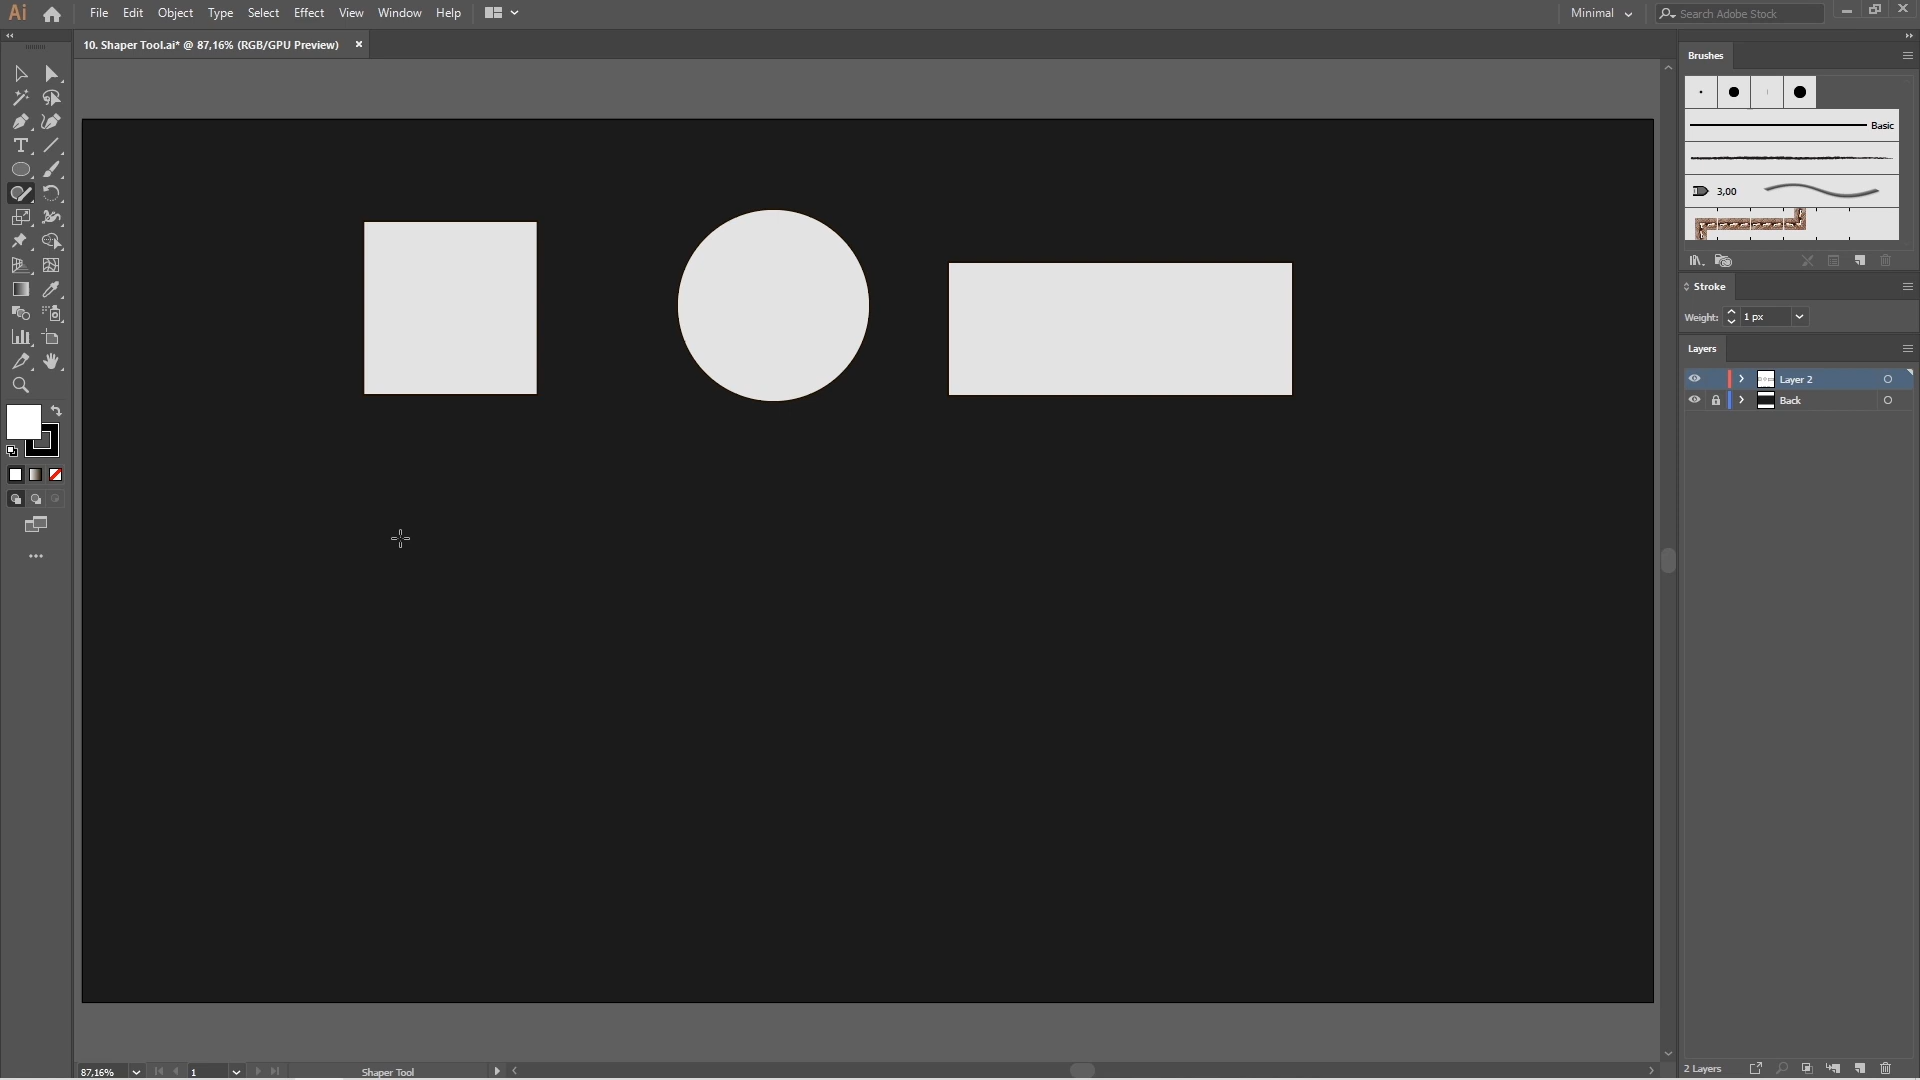 Ai File Edit Object Type Select Effect View Window Help Minimal Search Adobe Stock
10. Shaper Tool.ai* @ 87,16% (RGB/GPU Preview)
Brushes
Basic
3,00
Stroke
Weight: 1 px
Layers
Layer 2
Back
87,16% 1 Shaper Tool
2 Layers